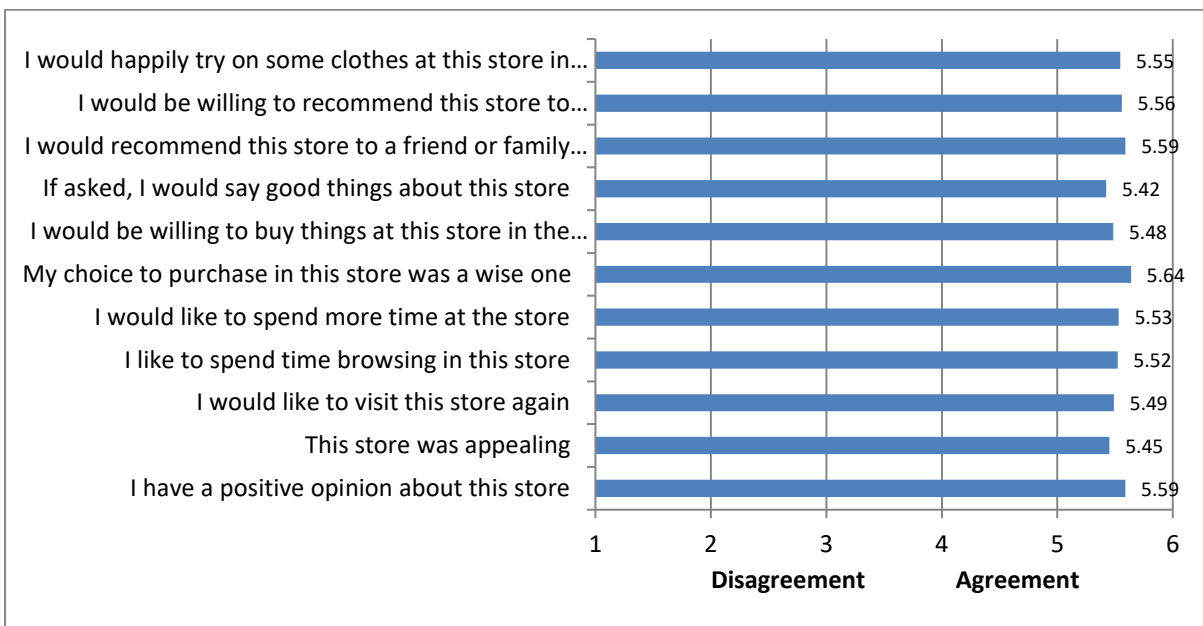 I would happily try on some clothes at this store in... 5.55
I would be willing to recommend this store to... 5.56
I would recommend this store to a friend or family... 5.59
If asked, I would say good things about this store 5.42
I would be willing to buy things at this store in the... 5.48
My choice to purchase in this store was a wise one 5.64
I would like to spend more time at the store 5.53
I like to spend time browsing in this store 5.52
I would like to visit this store again 5.49
This store was appealing 5.45
I have a positive opinion about this store 5.59
1 2 3 4 5 6
Disagreement Agreement